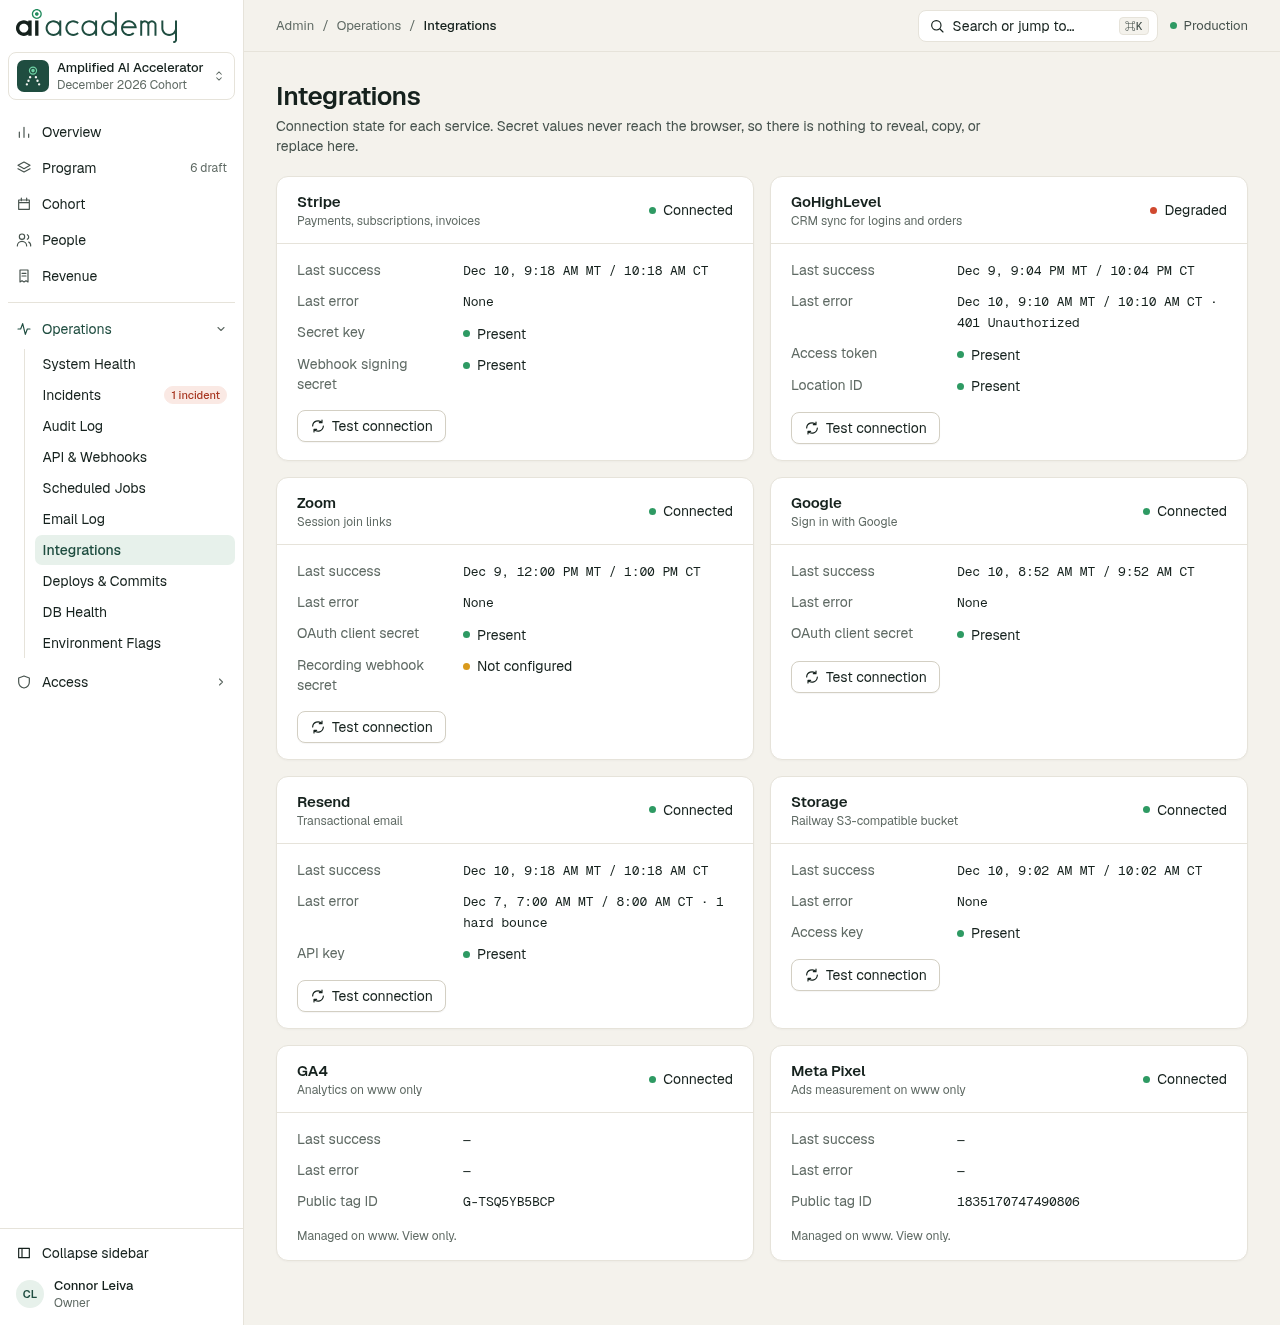 ai academy
Amplified AI Accelerator
December 2026 Cohort
Overview
Program
6 draft
Cohort
People
Revenue
Operations
System Health
Incidents
1 incident
Audit Log
API & Webhooks
Scheduled Jobs
Email Log
Integrations
Deploys & Commits
DB Health
Environment Flags
Access
Collapse sidebar
CL
Connor Leiva
Owner
Admin / Operations / Integrations
Search or jump to...
⌘K
Production
Integrations
Connection state for each service. Secret values never reach the browser, so there is nothing to reveal, copy, or
replace here.
Stripe
Payments, subscriptions, invoices
Connected
Last success
Dec 10, 9:18 AM MT / 10:18 AM CT
Last error
None
Secret key
Present
Webhook signing
secret
Present
Test connection
GoHighLevel
CRM sync for logins and orders
Degraded
Last success
Dec 9, 9:04 PM MT / 10:04 PM CT
Last error
Dec 10, 9:10 AM MT / 10:10 AM CT ·
401 Unauthorized
Access token
Present
Location ID
Present
Test connection
Zoom
Session join links
Connected
Last success
Dec 9, 12:00 PM MT / 1:00 PM CT
Last error
None
OAuth client secret
Present
Recording webhook
secret
Not configured
Test connection
Google
Sign in with Google
Connected
Last success
Dec 10, 8:52 AM MT / 9:52 AM CT
Last error
None
OAuth client secret
Present
Test connection
Resend
Transactional email
Connected
Last success
Dec 10, 9:18 AM MT / 10:18 AM CT
Last error
Dec 7, 7:00 AM MT / 8:00 AM CT · 1
hard bounce
API key
Present
Test connection
Storage
Railway S3-compatible bucket
Connected
Last success
Dec 10, 9:02 AM MT / 10:02 AM CT
Last error
None
Access key
Present
Test connection
GA4
Analytics on www only
Connected
Last success
—
Last error
—
Public tag ID
G-TSQ5YB5BCP
Managed on www. View only.
Meta Pixel
Ads measurement on www only
Connected
Last success
—
Last error
—
Public tag ID
1835170747490806
Managed on www. View only.